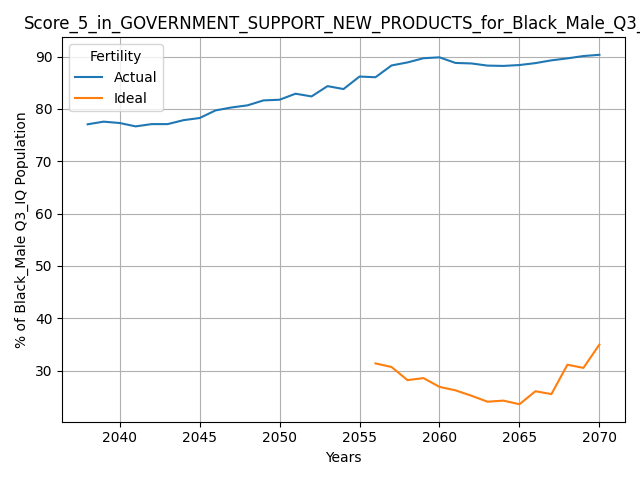 Score_5_in_GOVERNMENT_SUPPORT_NEW_PRODUCTS_for_Black_Male_Q3_
Fertility
Actual
Ideal
% of Black_Male Q3_IQ Population
90
80
70
60
50
40
30
2040 2045 2050 2055 2060 2065 2070
Years